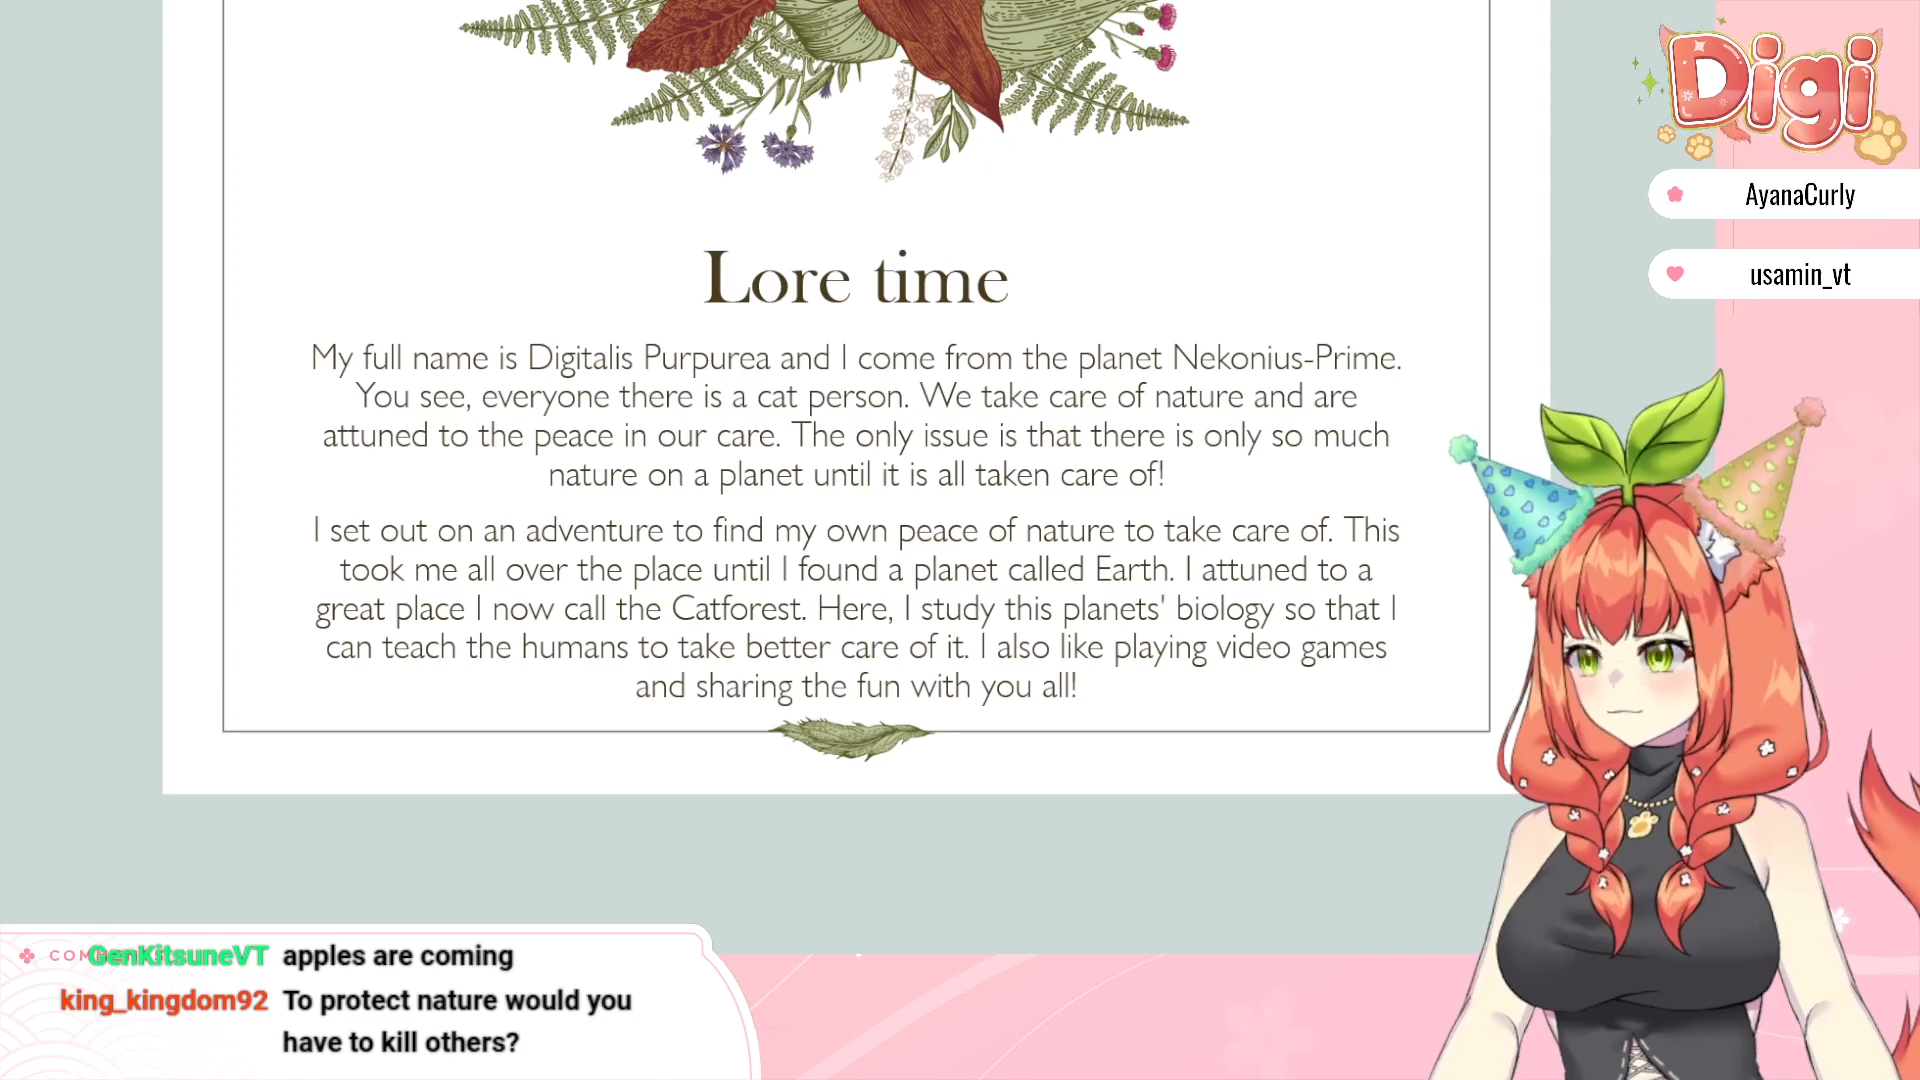 Digi
AyanaCurly
usamin_vt
Lore time
My full name is Digitalis Purpurea and I come from the planet Nekonius-Prime.
You see, everyone there is a cat person. We take care of nature and are
attuned to the peace in our care. The only issue is that there is only so much
nature on a planet until it is all taken care of!
I set out on an adventure to find my own peace of nature to take care of. This
took me all over the place until I found a planet called Earth. I attuned to a
great place I now call the Catforest. Here, I study this planets' biology so that I
can teach the humans to take better care of it. I also like playing video games
and sharing the fun with you all!
GenKitsuneVT apples are coming
king_kingdom92 To protect nature would you
have to kill others?